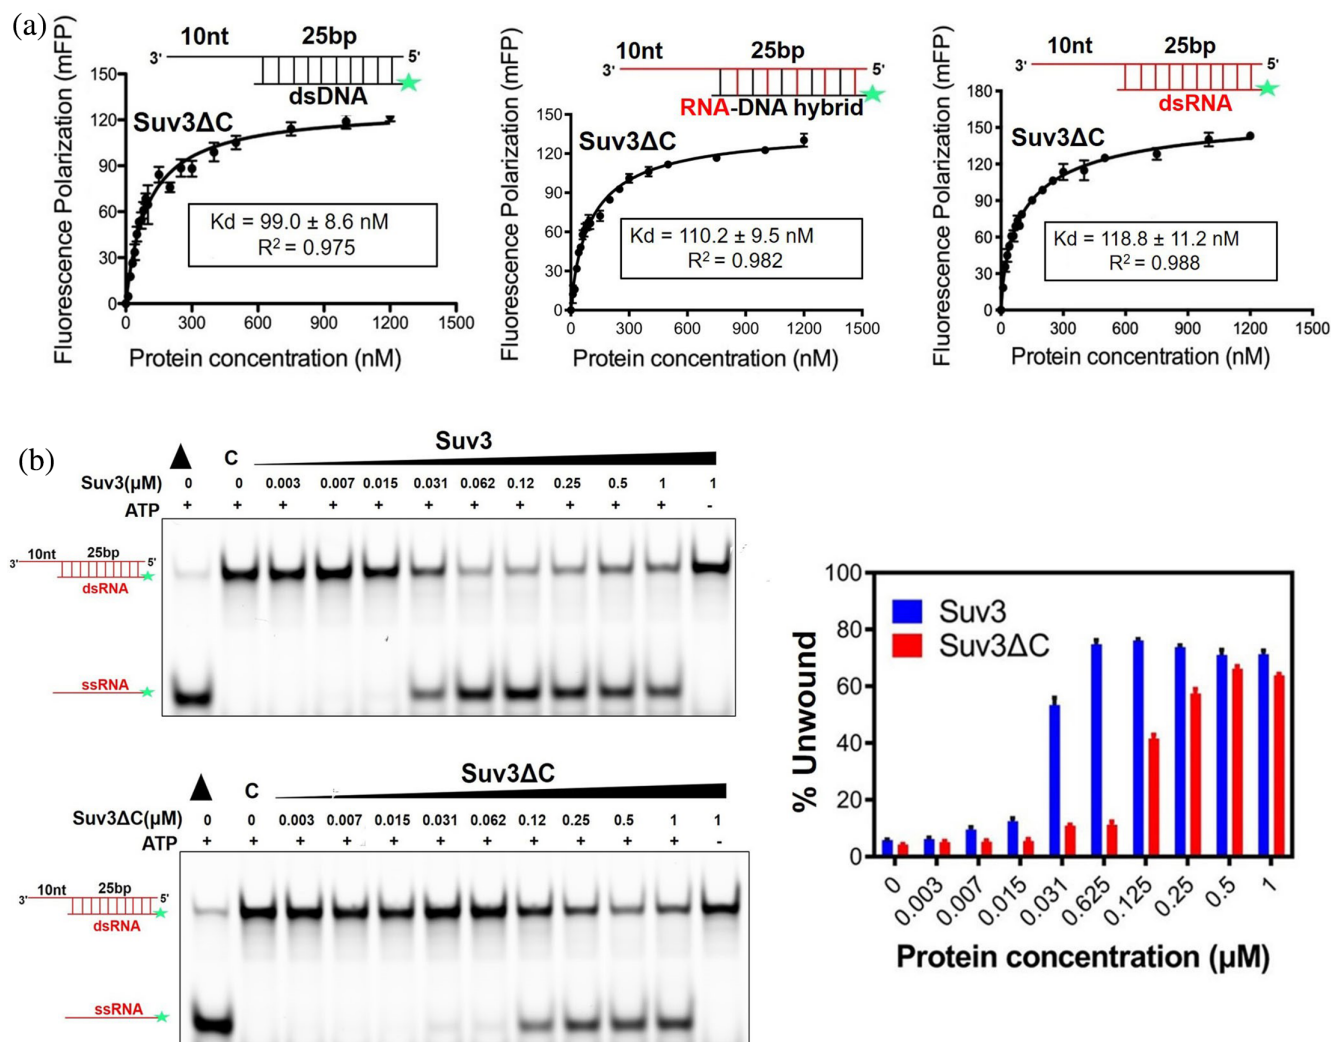 (a)
10nt 25bp
3' 5'
dsDNA
Suv3ΔC
Fluorescence Polarization (mFP)
150
120
90
60
30
0
Kd = 99.0 ± 8.6 nM
R² = 0.975
0 300 600 900 1200 1500
Protein concentration (nM)
10nt 25bp
3' 5'
RNA-DNA hybrid
Suv3ΔC
Fluorescence Polarization (mFP)
150
120
90
60
30
0
Kd = 110.2 ± 9.5 nM
R² = 0.982
0 300 600 900 1200 1500
Protein concentration (nM)
10nt 25bp
3' 5'
dsRNA
Suv3ΔC
Fluorescence Polarization (mFP)
180
150
120
90
60
30
0
Kd = 118.8 ± 11.2 nM
R² = 0.988
0 300 600 900 1200 1500
Protein concentration (nM)
(b)
Suv3
C
Suv3(μM) 0 0 0.003 0.007 0.015 0.031 0.062 0.12 0.25 0.5 1 1
ATP + + + + + + + + + + + -
10nt 25bp
3' 5'
dsRNA
ssRNA
Suv3ΔC
C
Suv3ΔC(μM) 0 0 0.003 0.007 0.015 0.031 0.062 0.12 0.25 0.5 1 1
ATP + + + + + + + + + + + -
10nt 25bp
3' 5'
dsRNA
ssRNA
% Unwound
100
80
60
40
20
0
Suv3
Suv3ΔC
0 0.003 0.007 0.015 0.031 0.625 0.125 0.25 0.5 1
Protein concentration (μM)